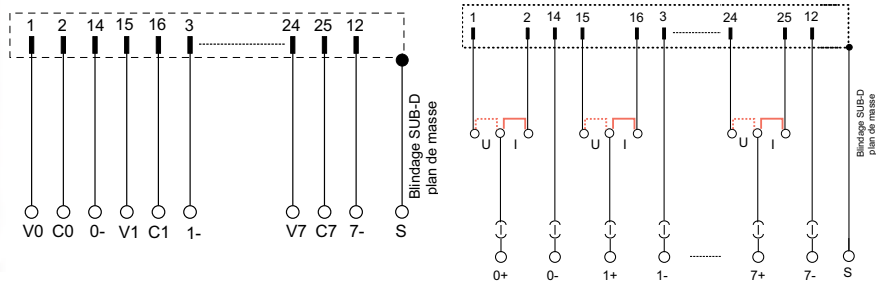 1 2 14 15 16 3 24 25 12
Blindage SUB-D
plan de masse
V0 C0 0- V1 C1 1- V7 C7 7- S
1 2 14 15 16 3 24 25 12
Blindage SUB-D
plan de masse
U I U I U I
0+ 0- 1+ 1- 7+ 7- S